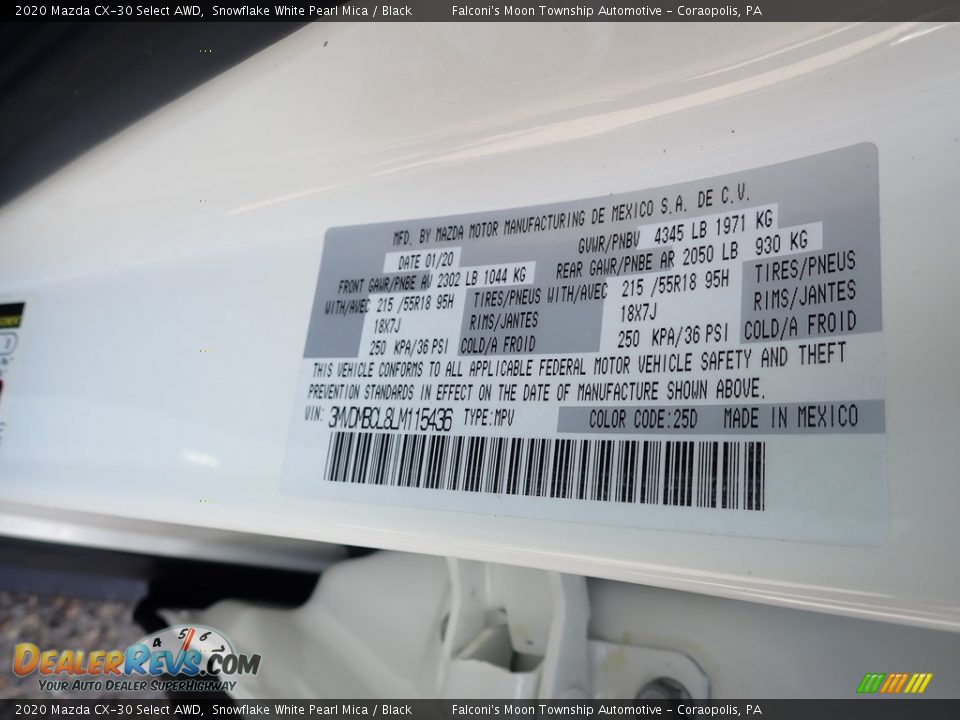 2020 Mazda CX-30 Select AWD, Snowflake White Pearl Mica / Black Falconi's Moon Township Automotive - Coraopolis, PA
MFD. BY MAZDA MOTOR MANUFACTURING DE MEXICO S.A. DE C.V.
DATE 01/20 GVWR/PNBV 4345 LB 1971 KG
FRONT GAWR/PNBE AV 2302 LB 1044 KG REAR GAWR/PNBE AR 2050 LB 930 KG
WITH/AVEC 215 /55R18 95H TIRES/PNEUS WITH/AVEC 215 /55R18 95H TIRES/PNEUS
18X7J RIMS/JANTES 18X7J RIMS/JANTES
250 KPA/36 PSI COLD/A FROID 250 KPA/36 PSI COLD/A FROID
THIS VEHICLE CONFORMS TO ALL APPLICABLE FEDERAL MOTOR VEHICLE SAFETY AND THEFT
PREVENTION STANDARDS IN EFFECT ON THE DATE OF MANUFACTURE SHOWN ABOVE.
VIN: 3MVDMBCL8LM115436 TYPE:MPV COLOR CODE:25D MADE IN MEXICO
4 5 6
DEALERREVS.COM
YOUR AUTO DEALER SUPERHIGHWAY
2020 Mazda CX-30 Select AWD, Snowflake White Pearl Mica / Black Falconi's Moon Township Automotive - Coraopolis, PA